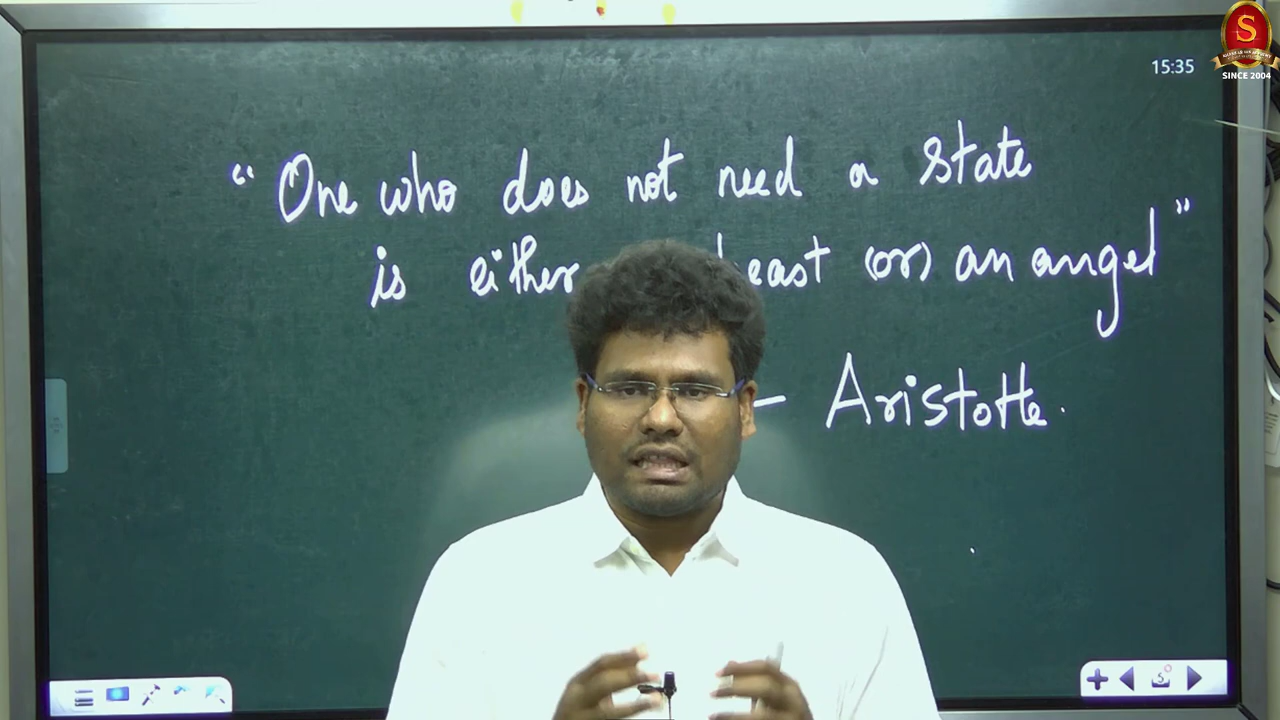 15:35
S
SINCE 2004
“ One who does not need a state
is either beast (or) an angel”
– Aristotle.